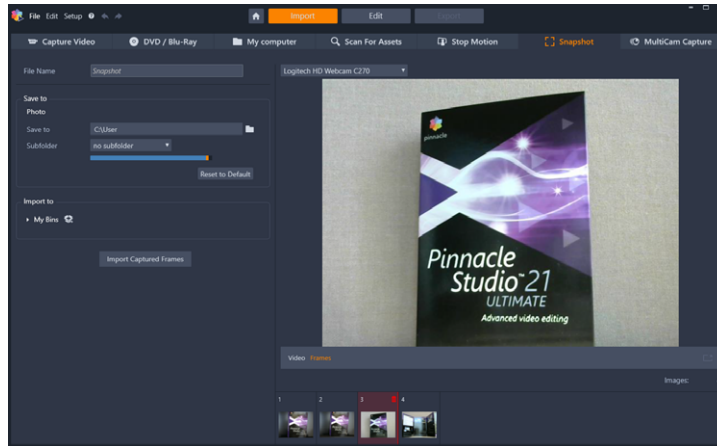 File Edit Setup
Import
Edit
Capture Video
DVD / Blu-Ray
My computer
Scan For Assets
Stop Motion
Snapshot
MultiCam Capture
File Name
Snapshot
Logitech HD Webcam C270
Save to
Photo
Save to
C:\User
Subfolder
no subfolder
Reset to Default
Import to
My Bins
Import Captured Frames
pinnacle
Pinnacle
Studio™ 21
ULTIMATE
Advanced video editing
Video Frames
Images:
1 2 3 4